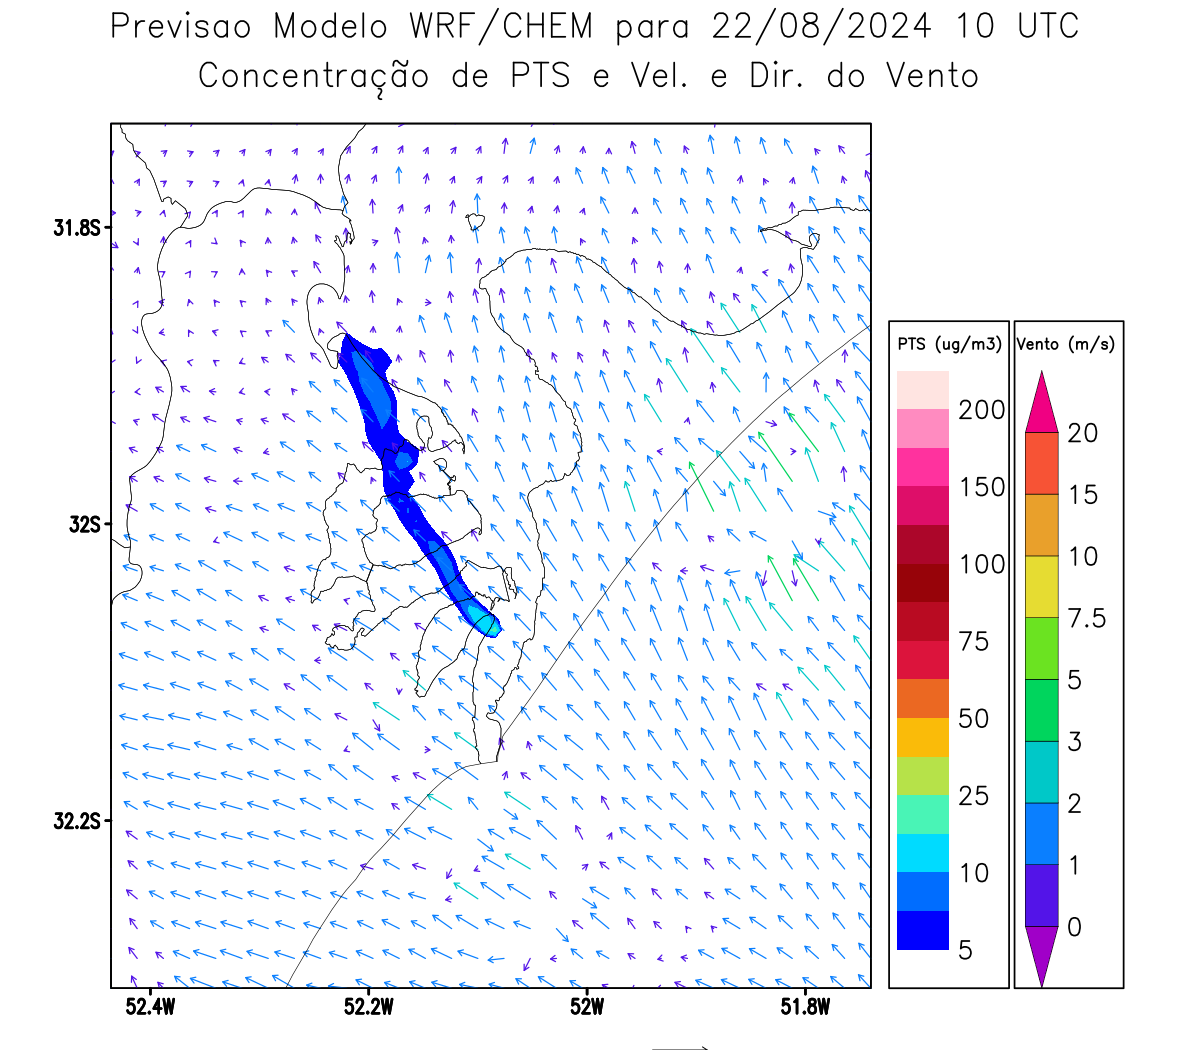 Previsao Modelo WRF/CHEM para 22/08/2024 10 UTC
Concentração de PTS e Vel. e Dir. do Vento
31.8S
32S
32.2S
52.4W
52.2W
52W
51.8W
PTS (ug/m3)
200
150
100
75
50
25
10
5
Vento (m/s)
20
15
10
7.5
5
3
2
1
0